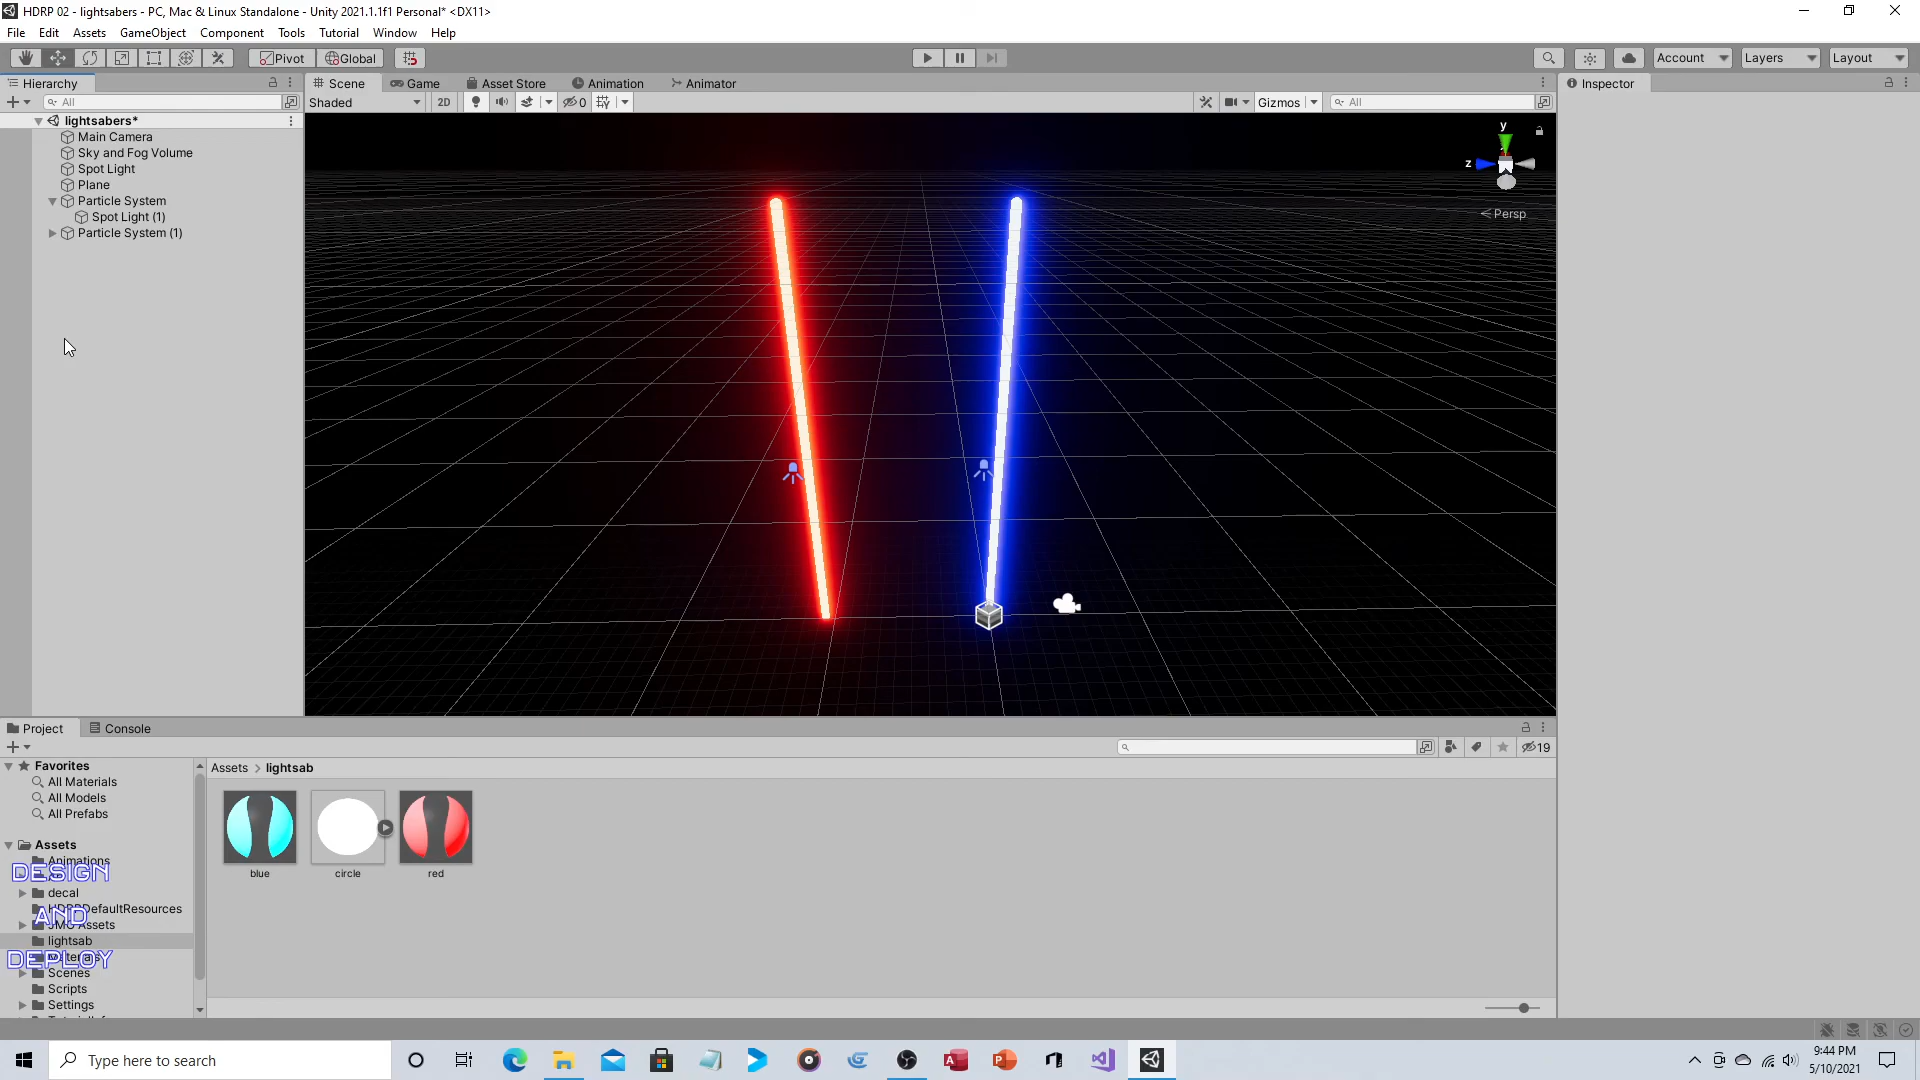 HDRP 02 - lightsabers - PC, Mac & Linux Standalone - Unity 2021.1.1f1 Personal* <DX11>
File Edit Assets GameObject Component Tools Tutorial Window Help
Pivot Global Account Layers Layout
Hierarchy Scene Game Asset Store Animation Animator Inspector
All Shaded 2D 0 Gizmos All
lightsabers*
Main Camera
Sky and Fog Volume
Spot Light
Plane
Particle System
Spot Light (1)
Particle System (1)
y
z
< Persp
Project Console
19
Favorites
Assets > lightsab
All Materials
All Models
All Prefabs
blue circle red
Assets
Animations
DESIGN
decal
HDRPDefaultResources
AND
Assets
lightsab
Materials
DEPLOY
Scenes
Scripts
Settings
Type here to search
9:44 PM
5/10/2021